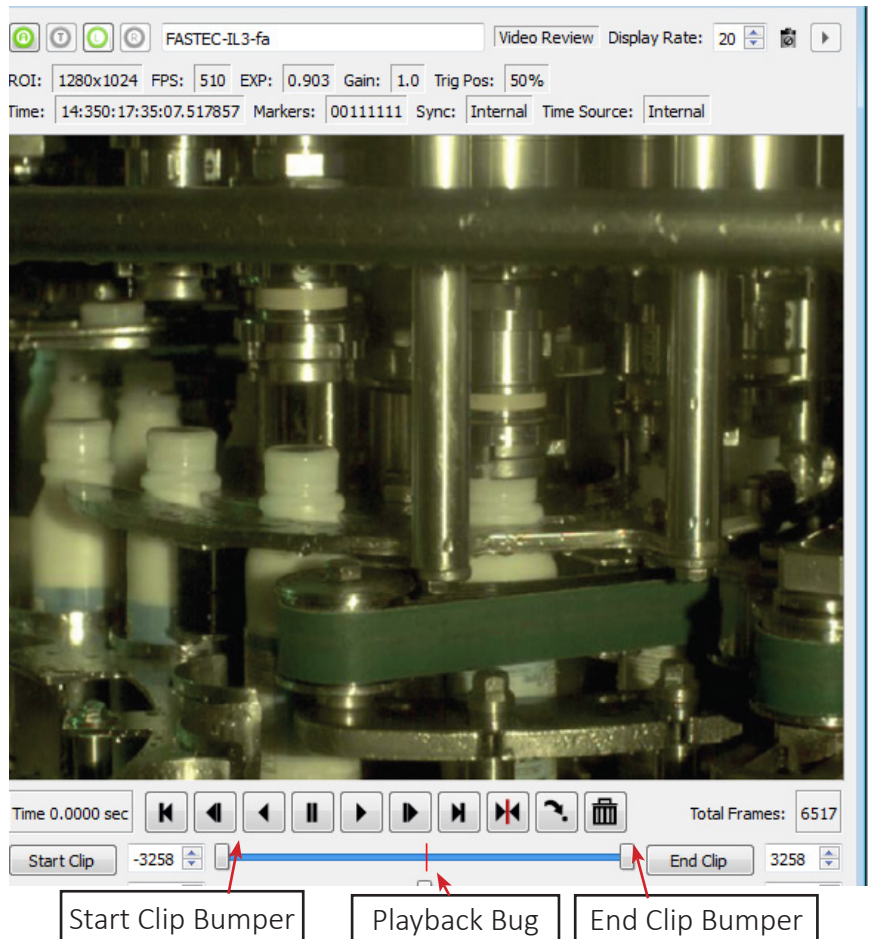 A T L R FASTEC-IL3-fa Video Review Display Rate: 20
ROI: 1280x1024 FPS: 510 EXP: 0.903 Gain: 1.0 Trig Pos: 50%
Time: 14:350:17:35:07.517857 Markers: 00111111 Sync: Internal Time Source: Internal
Time 0.0000 sec Total Frames: 6517
Start Clip -3258 End Clip 3258
Start Clip Bumper Playback Bug End Clip Bumper